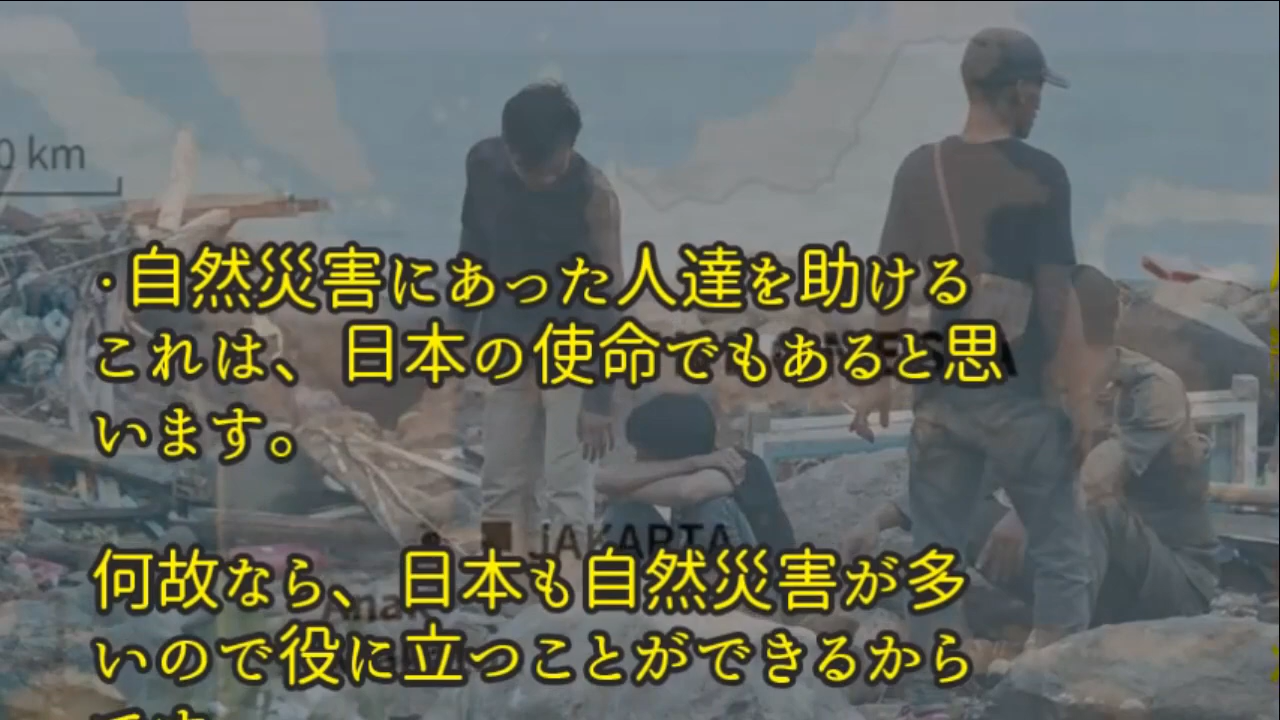 0 km
·自然災害にあった人達を助ける
これは、日本の使命でもあると思
います。
JAKARTA
何故なら、日本も自然災害が多
Ana
いので役に立つことができるから
です